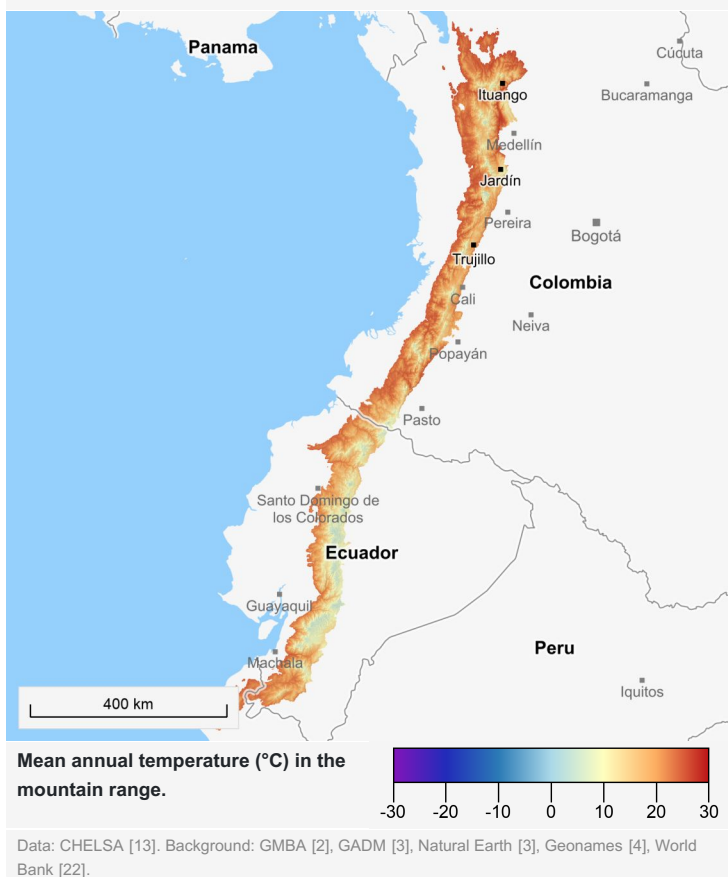 Panama
Cúcuta
Ituango
Bucaramanga
Medellín
Jardín
Pereira
Bogotá
Trujillo
Colombia
Cali
Neiva
Popayán
Pasto
Santo Domingo de
los Colorados
Ecuador
Guayaquil
Peru
Machala
Iquitos
400 km
Mean annual temperature (°C) in the
mountain range.
-30 -20 -10 0 10 20 30
Data: CHELSA [13]. Background: GMBA [2], GADM [3], Natural Earth [3], Geonames [4], World
Bank [22].